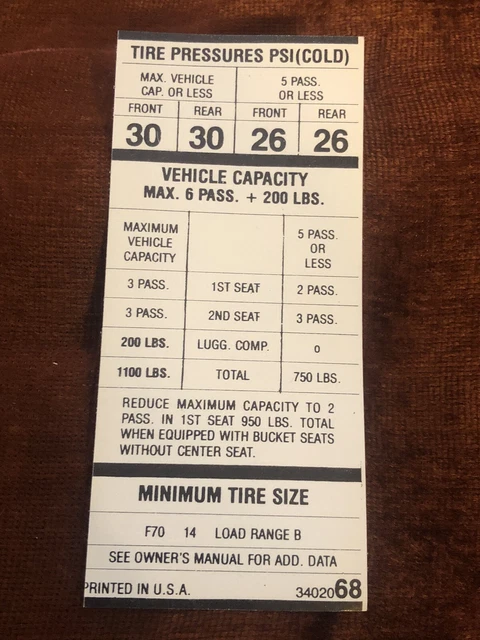 TIRE PRESSURES PSI(COLD)
MAX. VEHICLE CAP. OR LESS 5 PASS. OR LESS
FRONT REAR FRONT REAR
30 30 26 26
VEHICLE CAPACITY
MAX. 6 PASS. + 200 LBS.
MAXIMUM VEHICLE CAPACITY 5 PASS. OR LESS
3 PASS. 1ST SEAT 2 PASS.
3 PASS. 2ND SEAT 3 PASS.
200 LBS. LUGG. COMP. 0
1100 LBS. TOTAL 750 LBS.
REDUCE MAXIMUM CAPACITY TO 2
PASS. IN 1ST SEAT 950 LBS. TOTAL
WHEN EQUIPPED WITH BUCKET SEATS
WITHOUT CENTER SEAT.
MINIMUM TIRE SIZE
F70 14 LOAD RANGE B
SEE OWNER'S MANUAL FOR ADD. DATA
PRINTED IN U.S.A. 3402068